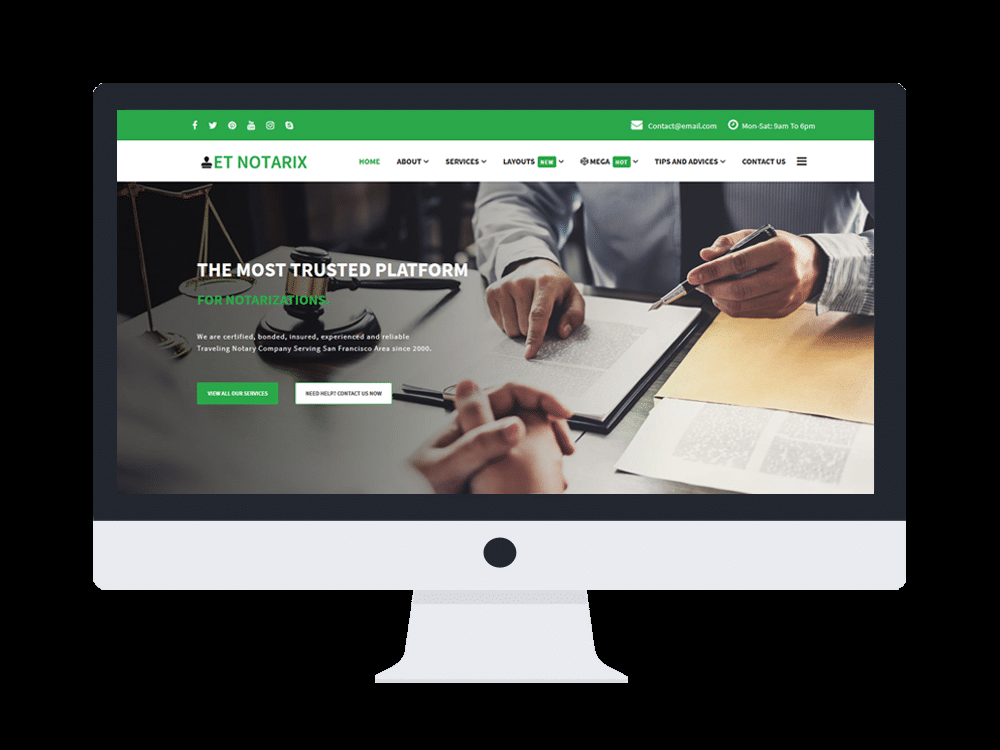 Contact@email.com Mon-Sat: 9am To 6pm
ET NOTARIX HOME ABOUT SERVICES LAYOUTS NEW MEGA HOT TIPS AND ADVICES CONTACT US
THE MOST TRUSTED PLATFORM
FOR NOTARIZATIONS.
We are certified, bonded, insured, experienced and reliable
Traveling Notary Company Serving San Francisco Area since 2000.
VIEW ALL OUR SERVICES NEED HELP? CONTACT US NOW